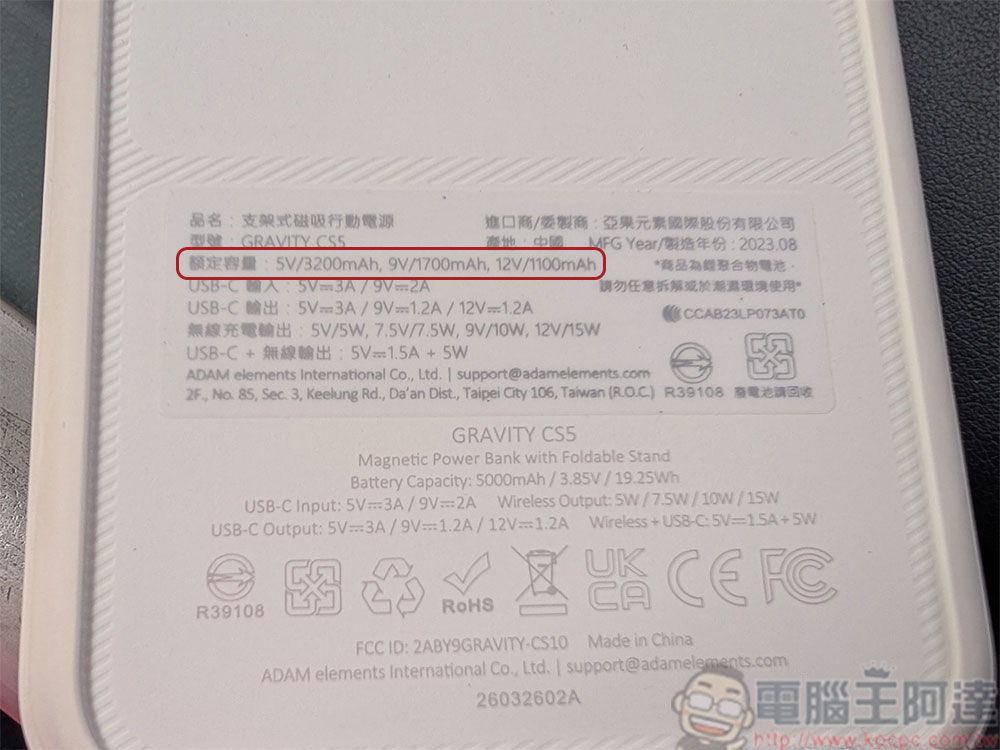 品名：支架式磁吸行動電源
進口商/委製商：亞果元素國際股份有限公司
型號：GRAVITY CS5
產地：中國 MFG Year/製造年份：2023.08
額定容量：5V/3200mAh, 9V/1700mAh, 12V/1100mAh
*商品為鋰聚合物電池，
USB-C 輸入：5V⎓3A / 9V⎓2A
請勿任意拆解或於潮濕環境使用*
USB-C 輸出：5V⎓3A / 9V⎓1.2A / 12V⎓1.2A
CCAB23LP073AT0
無線充電輸出：5V/5W, 7.5V/7.5W, 9V/10W, 12V/15W
USB-C + 無線輸出：5V⎓1.5A + 5W
ADAM elements International Co., Ltd. | support@adamelements.com
2F., No. 85, Sec. 3, Keelung Rd., Da'an Dist., Taipei City 106, Taiwan (R.O.C.)
R39108
廢電池請回收
GRAVITY CS5
Magnetic Power Bank with Foldable Stand
Battery Capacity: 5000mAh / 3.85V / 19.25Wh
USB-C Input: 5V⎓3A / 9V⎓2A Wireless Output: 5W / 7.5W / 10W / 15W
USB-C Output: 5V⎓3A / 9V⎓1.2A / 12V⎓1.2A Wireless + USB-C: 5V⎓1.5A + 5W
R39108
RoHS
UK
CA
CE
FC
FCC ID: 2ABY9GRAVITY-CS10 Made in China
ADAM elements International Co., Ltd. | support@adamelements.com
26032602A
電腦王阿達
http://www.kocpc.com.tw